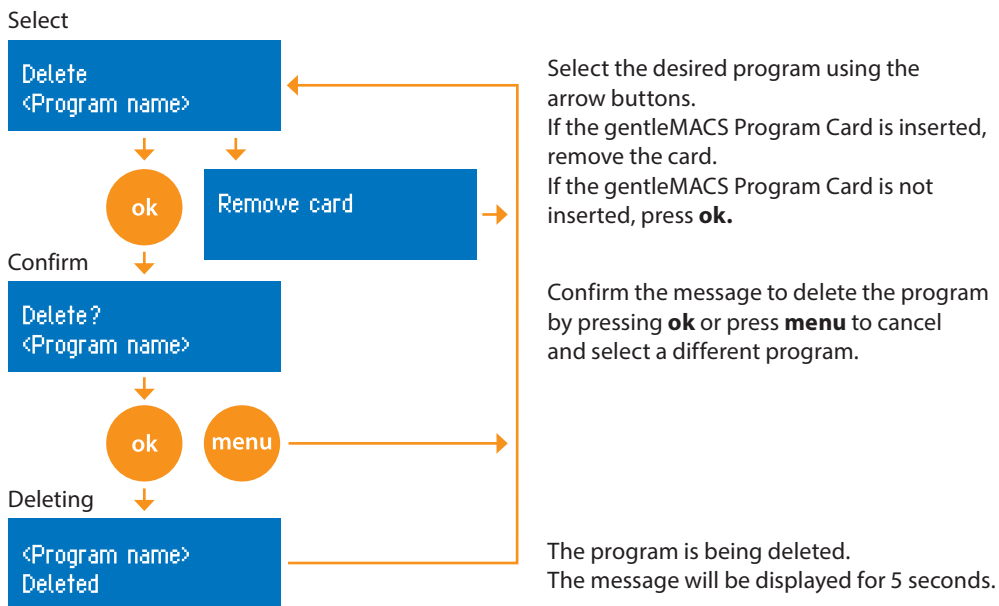 Select
Delete
<Program name>
Select the desired program using the
arrow buttons.
If the gentleMACS Program Card is inserted,
remove the card.
If the gentleMACS Program Card is not
inserted, press ok.
ok
Remove card
Confirm
Delete?
<Program name>
Confirm the message to delete the program
by pressing ok or press menu to cancel
and select a different program.
ok
menu
Deleting
<Program name>
Deleted
The program is being deleted.
The message will be displayed for 5 seconds.